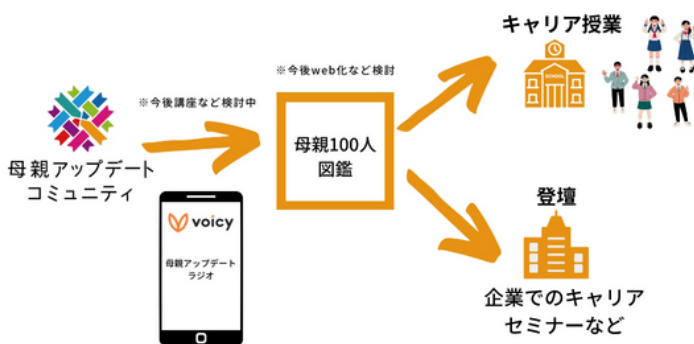 キャリア授業
※今後web化など検討
SCHOOL
※今後講座など検討中
母親アップデート
コミュニティ
母親100人
図鑑
voicy
母親アップデート
ラジオ
登壇
企業でのキャリア
セミナーなど